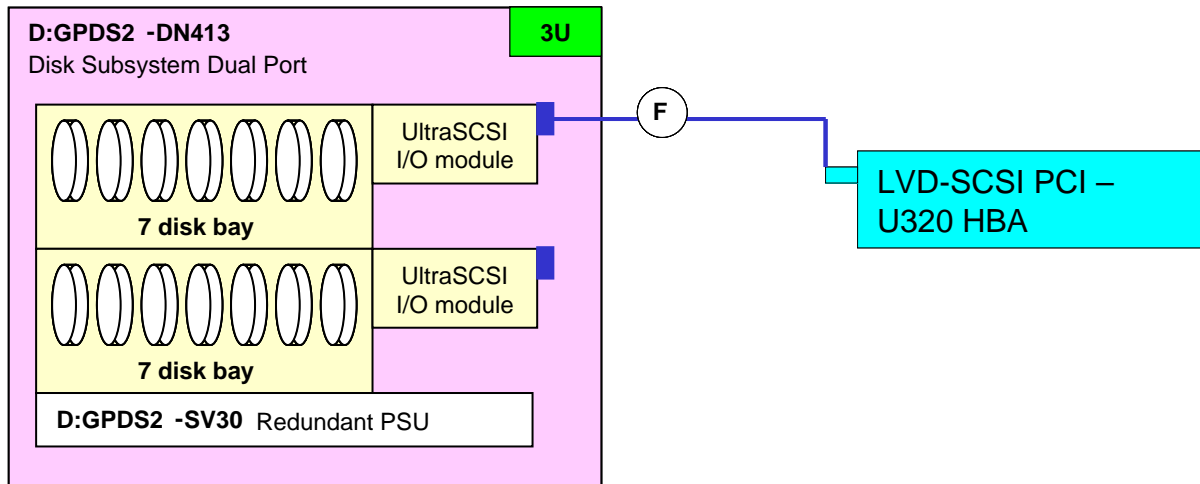 D:GPDS2 -DN413
3U
Disk Subsystem Dual Port
UltraSCSI
I/O module
F
7 disk bay
LVD-SCSI PCI –
U320 HBA
UltraSCSI
I/O module
7 disk bay
D:GPDS2 -SV30 Redundant PSU